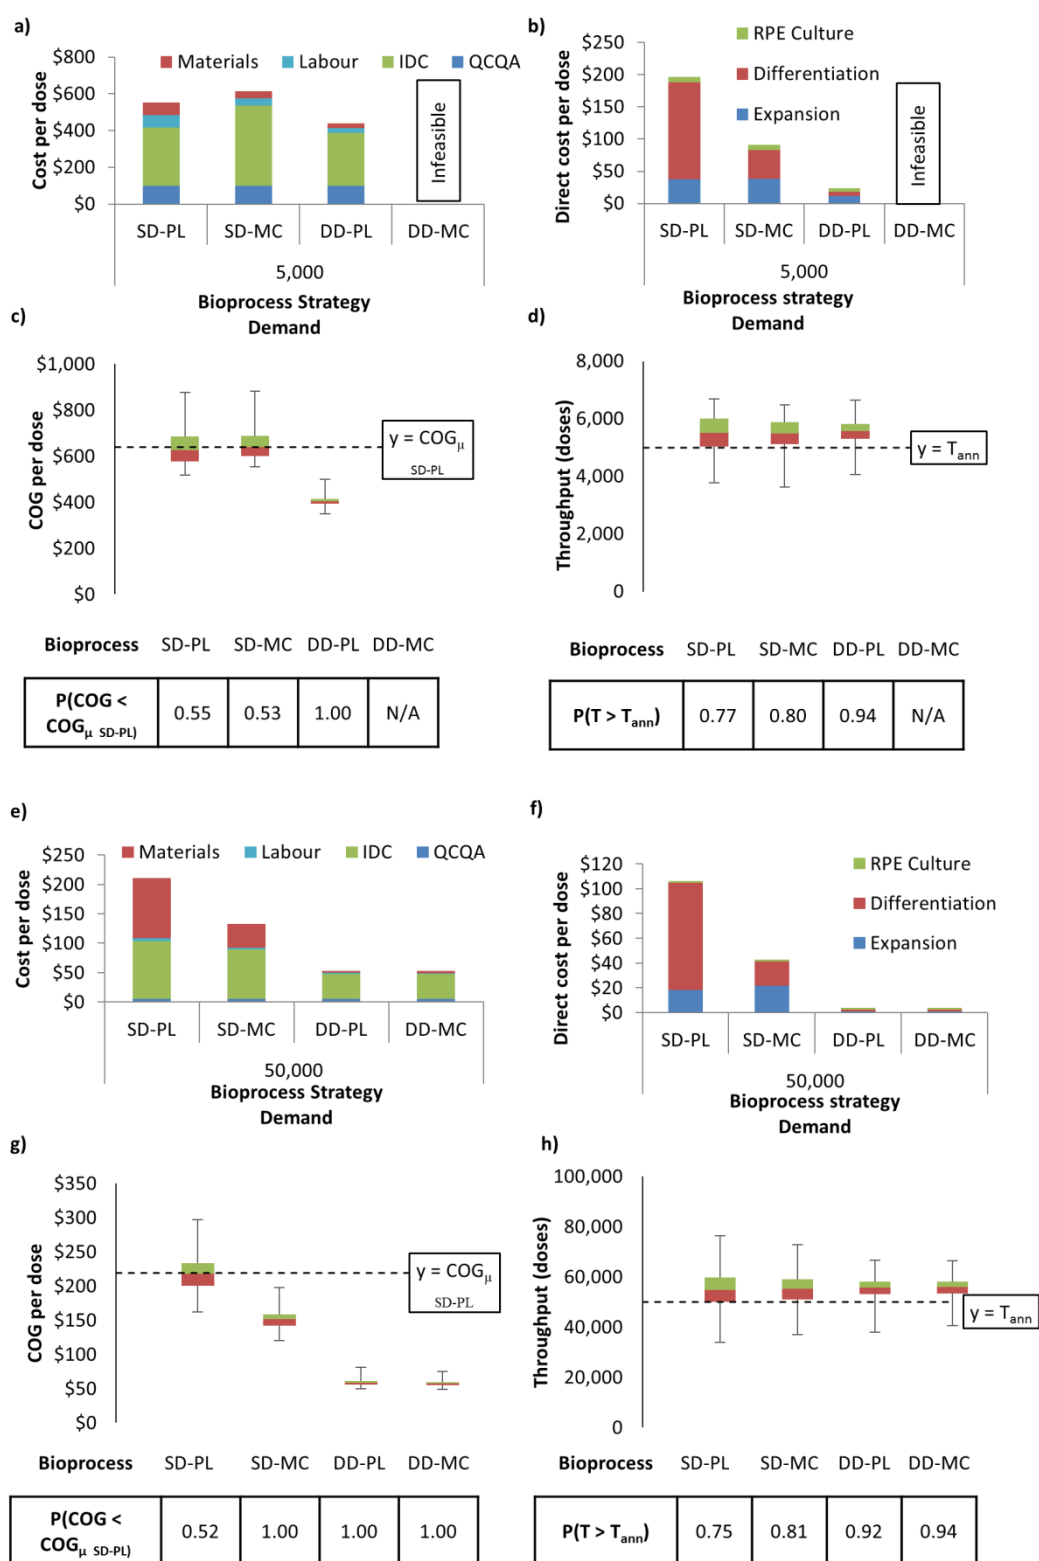 a)
$800
$600
$400
$200
$0
Cost per dose
Materials Labour IDC QCQA
Infeasible
SD-PL SD-MC DD-PL DD-MC
5,000
Bioprocess Strategy
Demand
b)
$250
$200
$150
$100
$50
$0
Direct cost per dose
RPE Culture
Differentiation
Expansion
Infeasible
SD-PL SD-MC DD-PL DD-MC
5,000
Bioprocess strategy
Demand
c)
$1,000
$800
$600
$400
$200
$0
COG per dose
y = COGμ
SD-PL
Bioprocess SD-PL SD-MC DD-PL DD-MC
P(COG <
COGμ SD-PL)
0.55 0.53 1.00 N/A
d)
8,000
6,000
4,000
2,000
0
Throughput (doses)
y = Tann
Bioprocess SD-PL SD-MC DD-PL DD-MC
P(T > Tann) 0.77 0.80 0.94 N/A
e)
$250
$200
$150
$100
$50
$0
Cost per dose
Materials Labour IDC QCQA
SD-PL SD-MC DD-PL DD-MC
50,000
Bioprocess Strategy
Demand
f)
$120
$100
$80
$60
$40
$20
$0
Direct cost per dose
RPE Culture
Differentiation
Expansion
SD-PL SD-MC DD-PL DD-MC
50,000
Bioprocess strategy
Demand
g)
$350
$300
$250
$200
$150
$100
$50
$0
COG per dose
y = COGμ
SD-PL
Bioprocess SD-PL SD-MC DD-PL DD-MC
P(COG <
COGμ SD-PL)
0.52 1.00 1.00 1.00
h)
100,000
80,000
60,000
40,000
20,000
0
Throughput (doses)
y = Tann
Bioprocess SD-PL SD-MC DD-PL DD-MC
P(T > Tann) 0.75 0.81 0.92 0.94